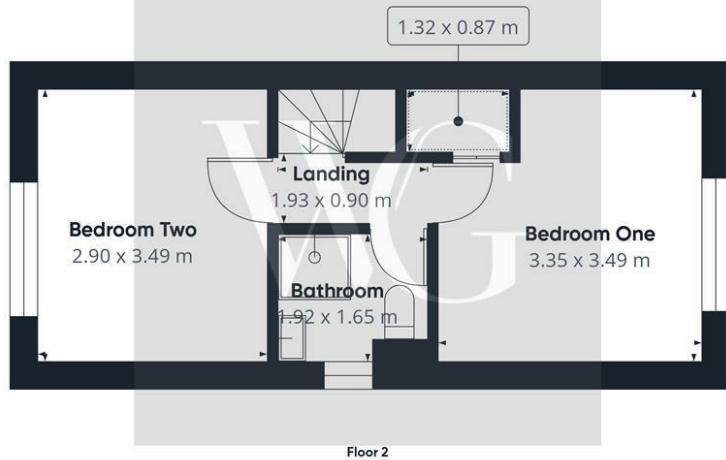 1.32 x 0.87 m
Landing
1.93 x 0.90 m
Bedroom Two
2.90 x 3.49 m
Bedroom One
3.35 x 3.49 m
Bathroom
1.92 x 1.65 m
WG
Floor 2